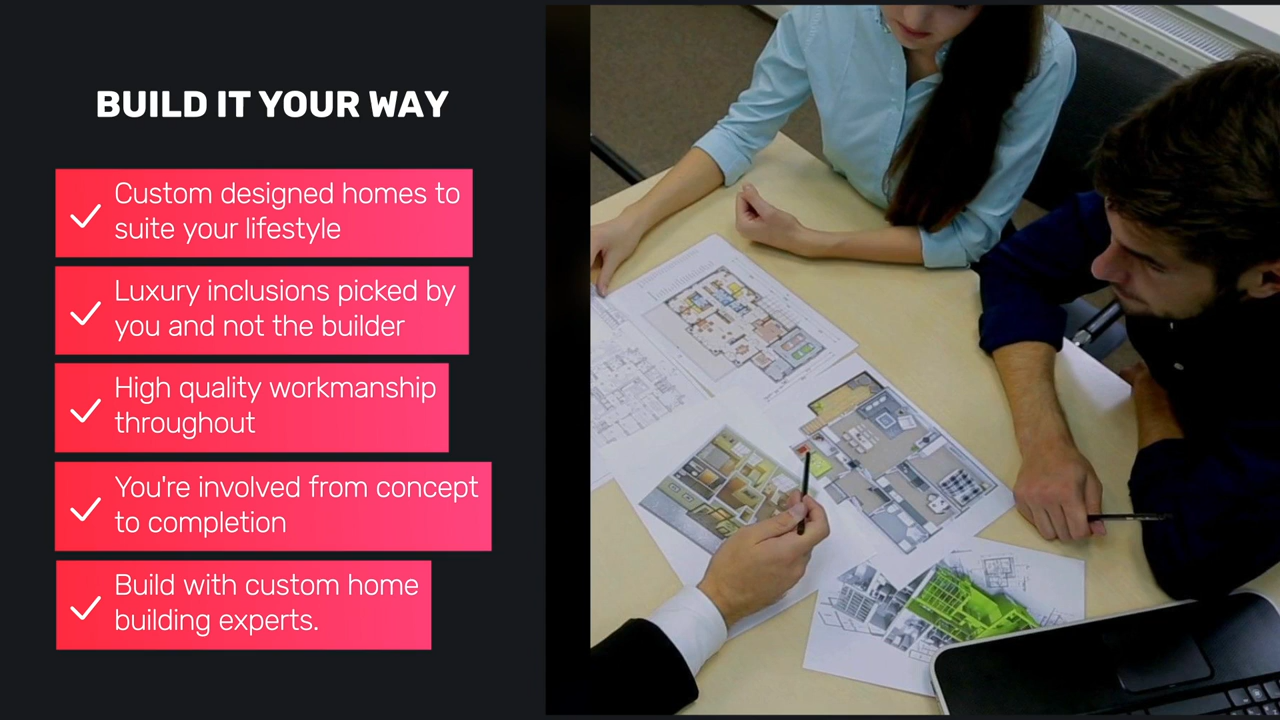 BUILD IT YOUR WAY
Custom designed homes to
suite your lifestyle
Luxury inclusions picked by
you and not the builder
High quality workmanship
throughout
You're involved from concept
to completion
Build with custom home
building experts.